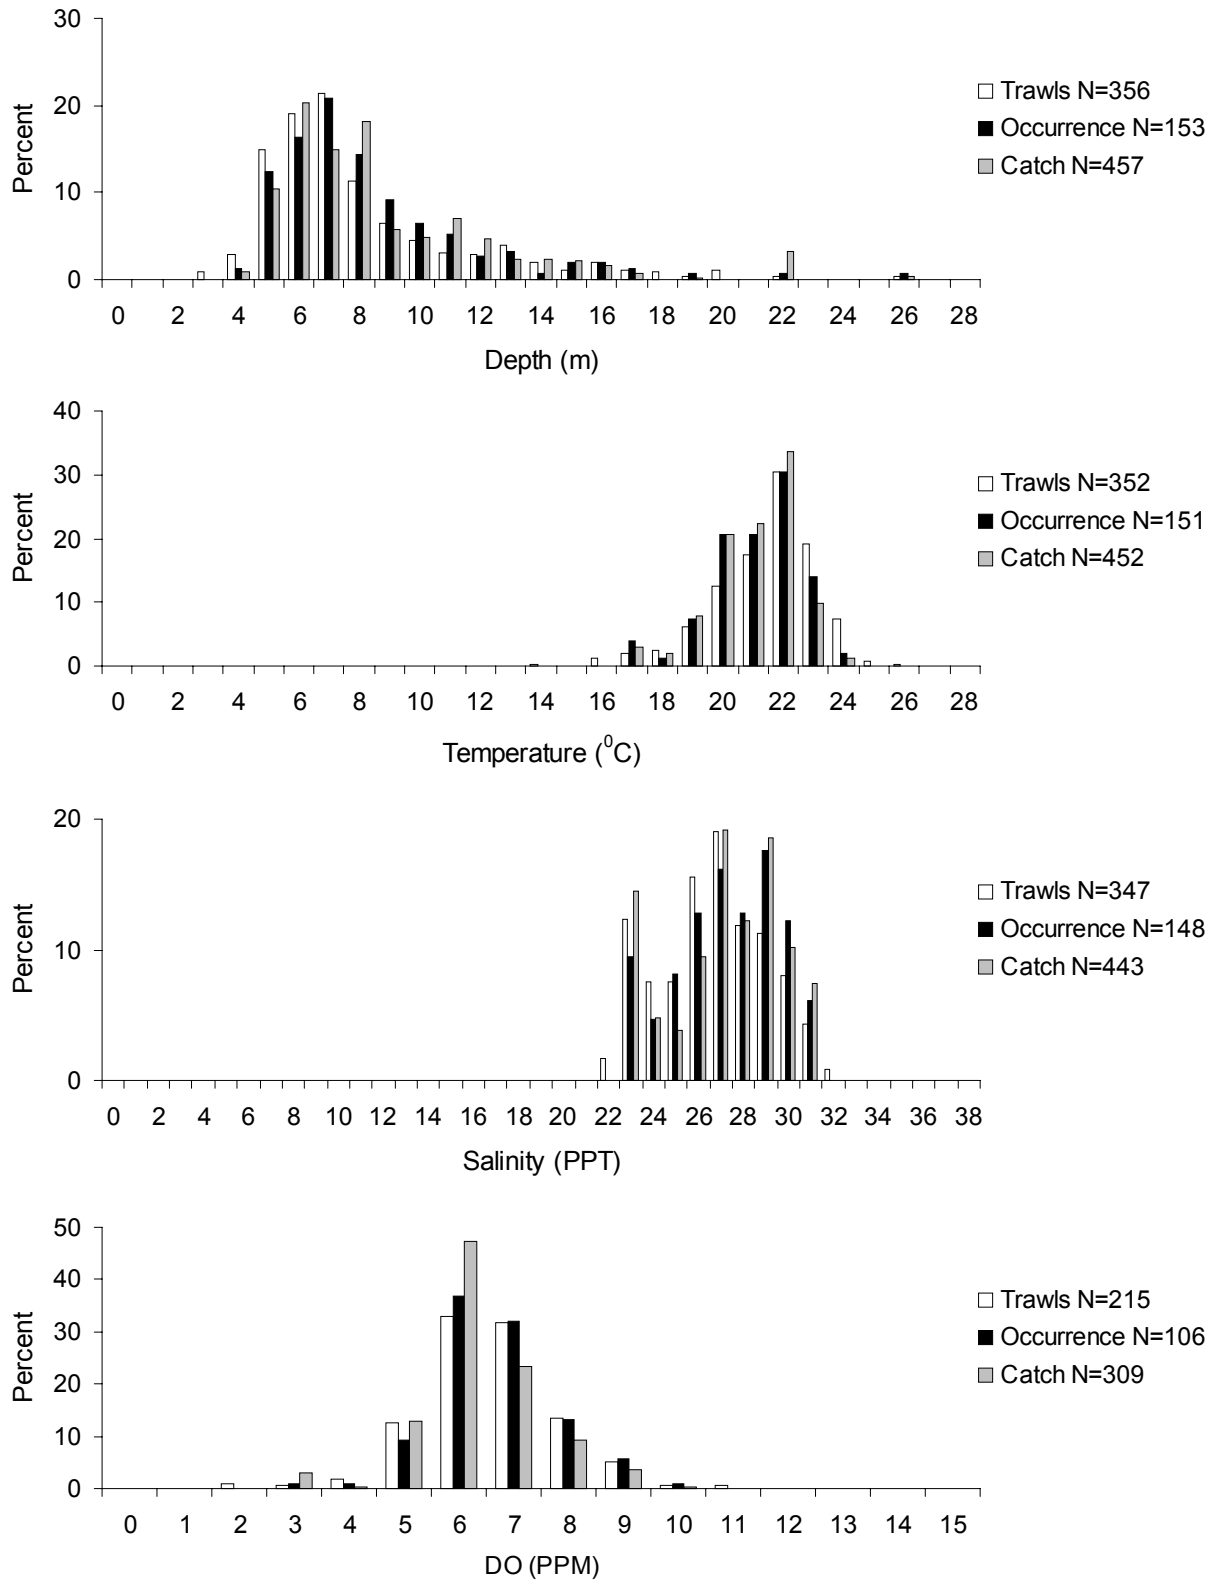 30
20
10
0
Percent
0 2 4 6 8 10 12 14 16 18 20 22 24 26 28
Depth (m)
Trawls N=356
Occurrence N=153
Catch N=457
40
30
20
10
0
Percent
0 2 4 6 8 10 12 14 16 18 20 22 24 26 28
Temperature (⁰C)
Trawls N=352
Occurrence N=151
Catch N=452
20
10
0
Percent
0 2 4 6 8 10 12 14 16 18 20 22 24 26 28 30 32 34 36 38
Salinity (PPT)
Trawls N=347
Occurrence N=148
Catch N=443
50
40
30
20
10
0
Percent
0 1 2 3 4 5 6 7 8 9 10 11 12 13 14 15
DO (PPM)
Trawls N=215
Occurrence N=106
Catch N=309